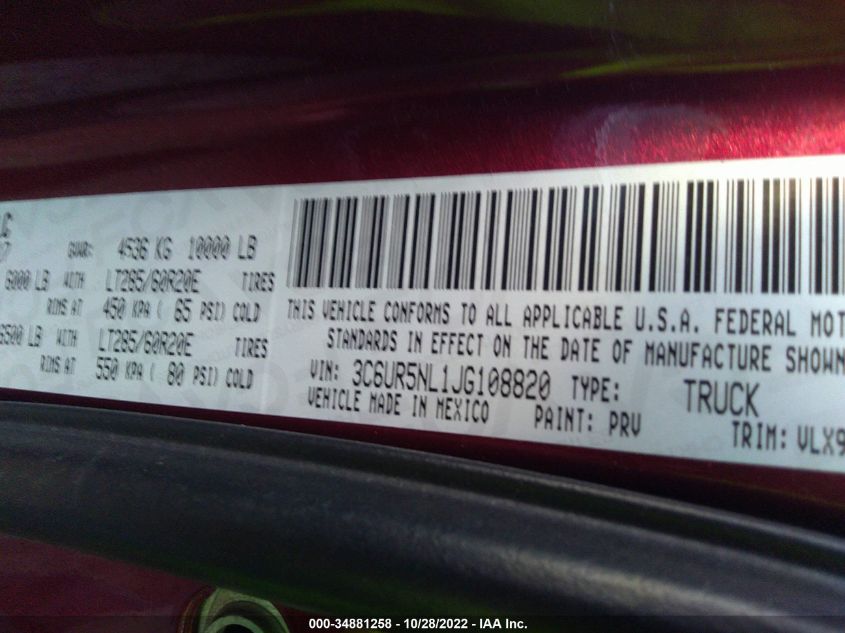 LC
7 GVWR: 4536 KG 10000 LB
6000 LB WITH LT285/60R20E TIRES
RIMS AT 450 KPA ( 65 PSI) COLD
6500 LB WITH LT285/60R20E TIRES
RIMS AT 550 KPA ( 80 PSI) COLD
THIS VEHICLE CONFORMS TO ALL APPLICABLE U.S.A. FEDERAL MOT
STANDARDS IN EFFECT ON THE DATE OF MANUFACTURE SHOWN
VIN: 3C6UR5NL1JG108820 TYPE: TRUCK
VEHICLE MADE IN MEXICO PAINT: PRV TRIM: VLX9
000-34881258 - 10/28/2022 - IAA Inc.